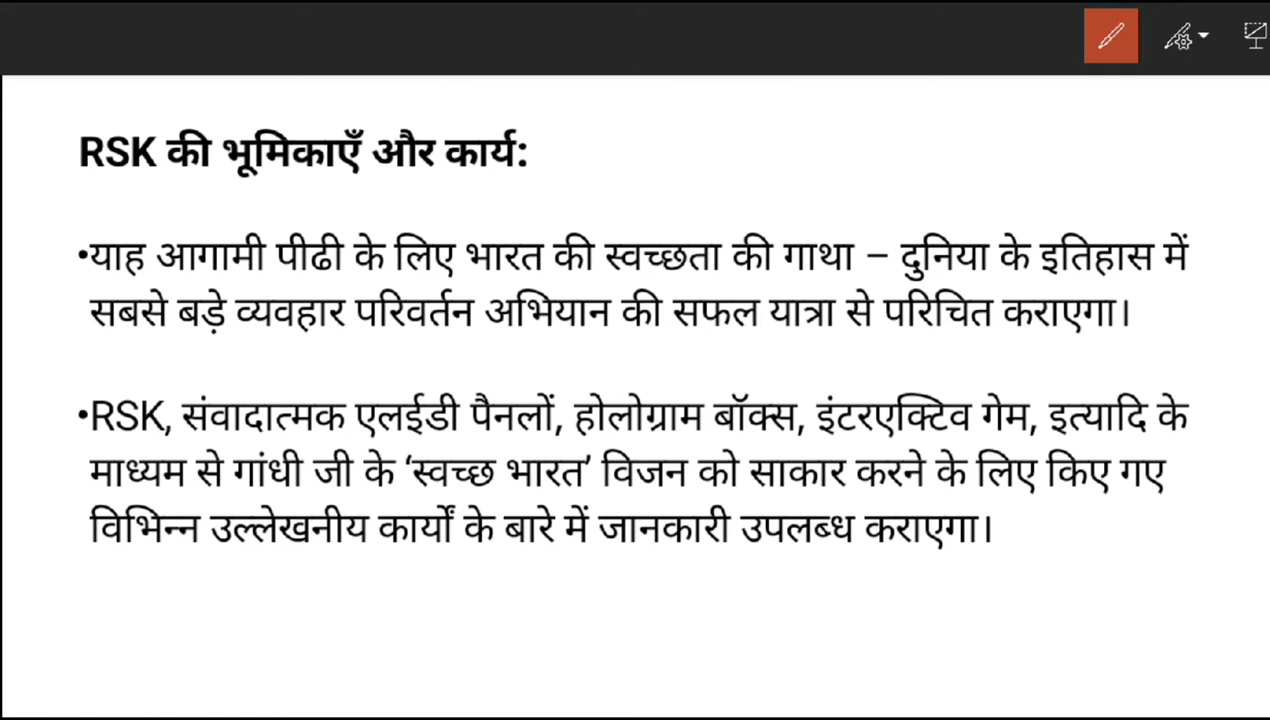 RSK की भूमिकाएँ और कार्य:
•याह आगामी पीढी के लिए भारत की स्वच्छता की गाथा – दुनिया के इतिहास में
सबसे बड़े व्यवहार परिवर्तन अभियान की सफल यात्रा से परिचित कराएगा।
•RSK, संवादात्मक एलईडी पैनलों, होलोग्राम बॉक्स, इंटरएक्टिव गेम, इत्यादि के
माध्यम से गांधी जी के ‘स्वच्छ भारत’ विजन को साकार करने के लिए किए गए
विभिन्न उल्लेखनीय कार्यों के बारे में जानकारी उपलब्ध कराएगा।